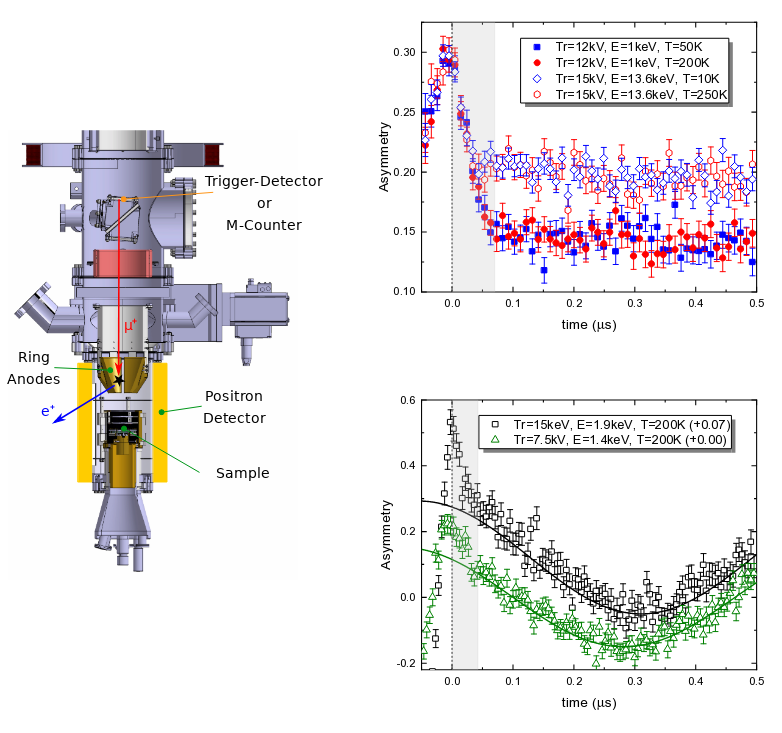 Trigger-Detector
or
M-Counter
μ⁺
Ring
Anodes
e⁺
Positron
Detector
Sample
Asymmetry
0.30
0.25
0.20
0.15
0.10
Tr=12kV, E=1keV, T=50K
Tr=12kV, E=1keV, T=200K
Tr=15kV, E=13.6keV, T=10K
Tr=15kV, E=13.6keV, T=250K
0.0 0.1 0.2 0.3 0.4 0.5
time (μs)
Asymmetry
0.6
0.4
0.2
0.0
-0.2
Tr=15keV, E=1.9keV, T=200K (+0.07)
Tr=7.5kV, E=1.4keV, T=200K (+0.00)
0.0 0.1 0.2 0.3 0.4 0.5
time (μs)